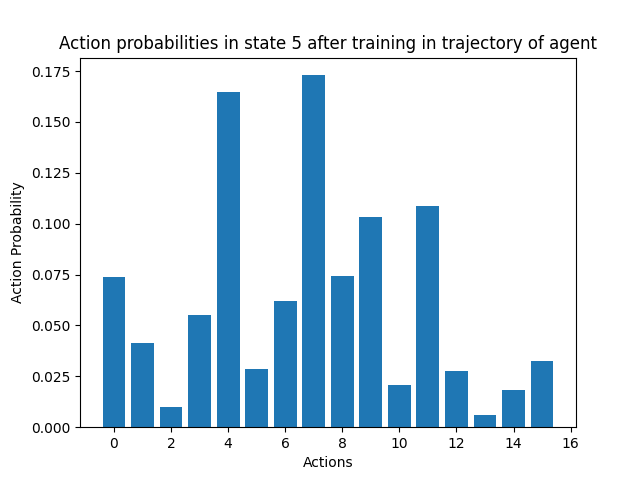 Action probabilities in state 5 after training in trajectory of agent
Action Probability
0.175
0.150
0.125
0.100
0.075
0.050
0.025
0.000
0 2 4 6 8 10 12 14 16
Actions